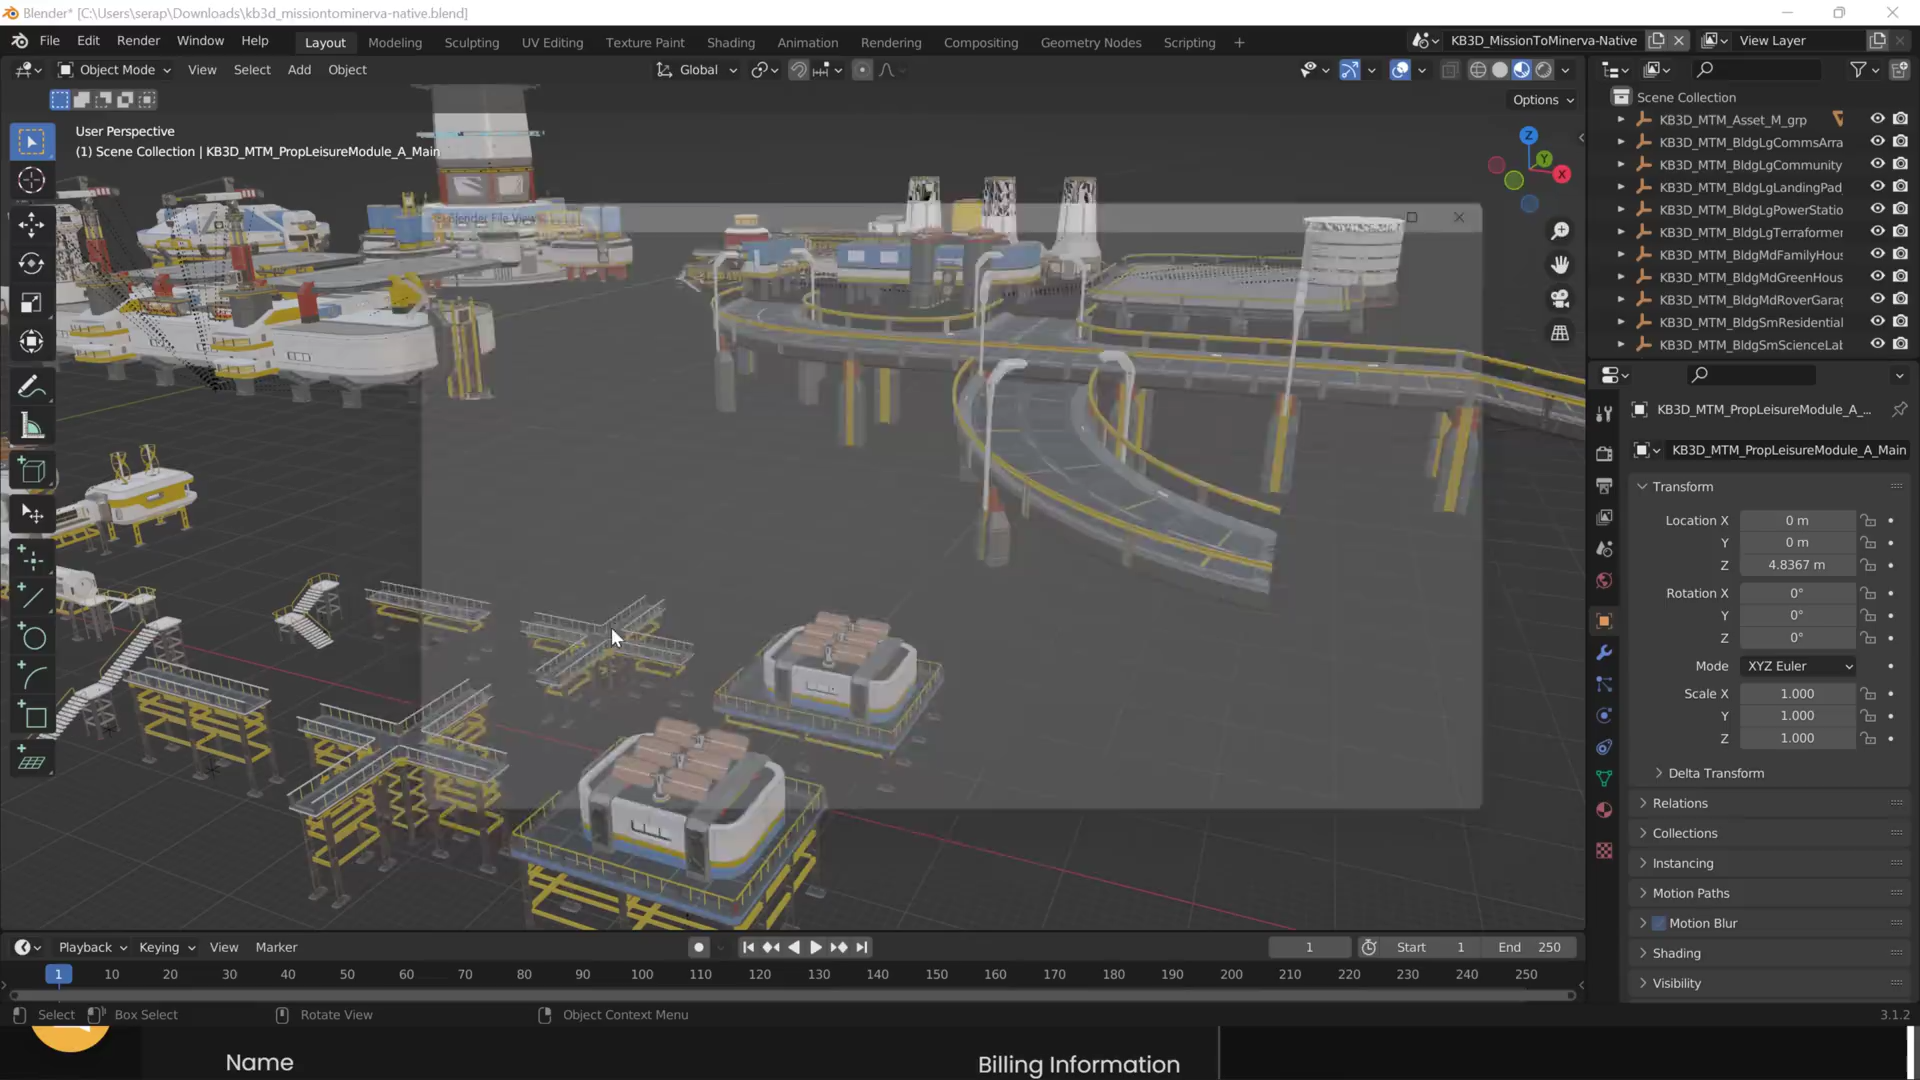 Blender* [C:\Users\serap\Downloads\kb3d_missiontominerva-native.blend]
File Edit Render Window Help
Layout Modeling Sculpting UV Editing Texture Paint Shading Animation Rendering Compositing Geometry Nodes Scripting
KB3D_MissionToMinerva-Native
View Layer
Object Mode View Select Add Object
Global
Options
User Perspective
(1) Scene Collection | KB3D_MTM_PropLeisureModule_A_Main
Blender File View
Z
Y
X
Scene Collection
KB3D_MTM_Asset_M_grp
KB3D_MTM_BldgLgCommsArra
KB3D_MTM_BldgLgCommunity
KB3D_MTM_BldgLgLandingPad
KB3D_MTM_BldgLgPowerStatio
KB3D_MTM_BldgLgTerraformer
KB3D_MTM_BldgMdFamilyHous
KB3D_MTM_BldgMdGreenHous
KB3D_MTM_BldgMdRoverGarag
KB3D_MTM_BldgSmResidential
KB3D_MTM_BldgSmScienceLab
KB3D_MTM_PropLeisureModule_A_...
KB3D_MTM_PropLeisureModule_A_Main
Transform
Location X 0 m
Y 0 m
Z 4.8367 m
Rotation X 0°
Y 0°
Z 0°
Mode XYZ Euler
Scale X 1.000
Y 1.000
Z 1.000
Delta Transform
Relations
Collections
Instancing
Motion Paths
Motion Blur
Shading
Visibility
Playback Keying View Marker
1 Start 1 End 250
1 10 20 30 40 50 60 70 80 90 100 110 120 130 140 150 160 170 180 190 200 210 220 230 240 250
Select Box Select Rotate View Object Context Menu 3.1.2
Name Billing Information